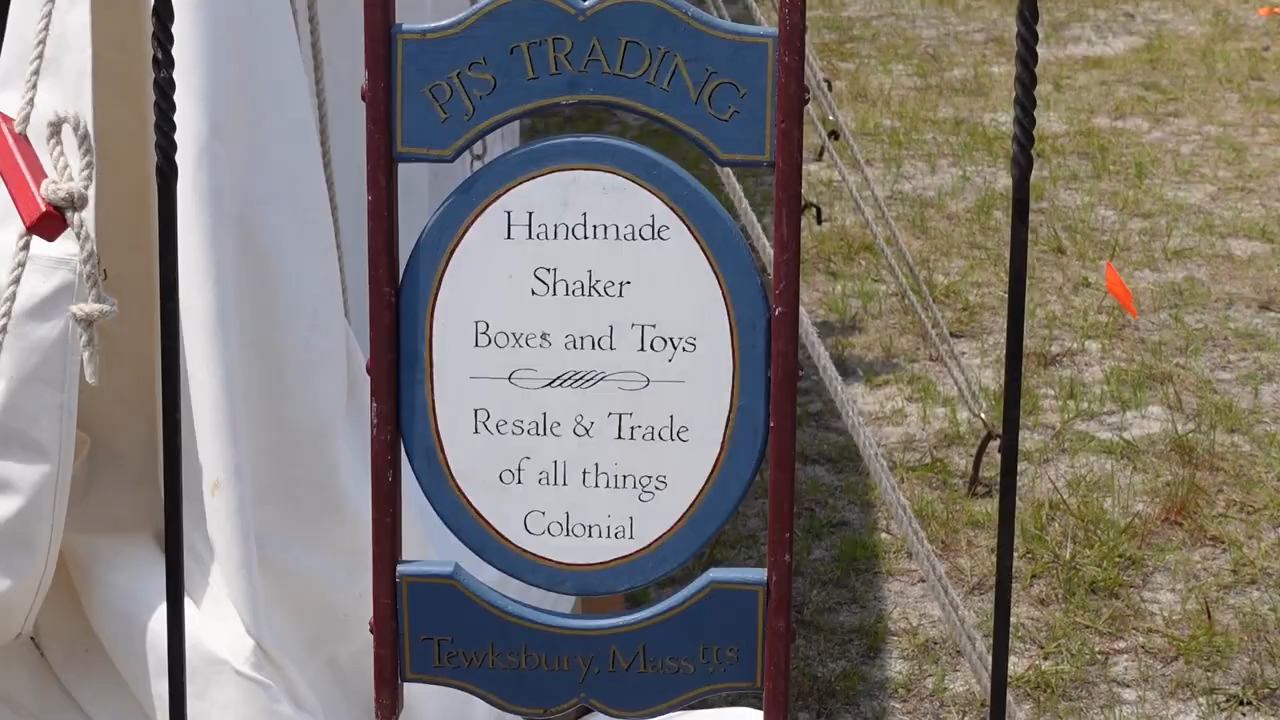 PJS TRADING
Handmade
Shaker
Boxes and Toys
Resale & Trade
of all things
Colonial
Tewksbury, Mass tts